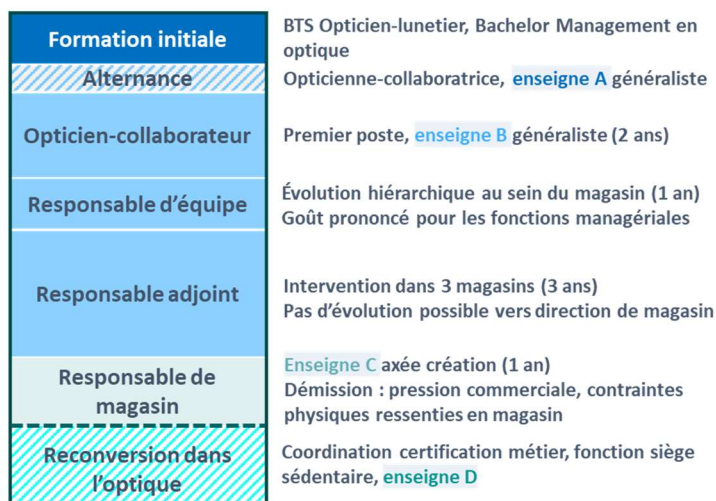 Formation initiale
BTS Opticien-lunetier, Bachelor Management en
optique
Alternance
Opticienne-collaboratrice, enseigne A généraliste
Opticien-collaborateur
Premier poste, enseigne B généraliste (2 ans)
Responsable d’équipe
Évolution hiérarchique au sein du magasin (1 an)
Goût prononcé pour les fonctions managériales
Responsable adjoint
Intervention dans 3 magasins (3 ans)
Pas d’évolution possible vers direction de magasin
Responsable de
magasin
Enseigne C axée création (1 an)
Démission : pression commerciale, contraintes
physiques ressenties en magasin
Reconversion dans
l’optique
Coordination certification métier, fonction siège
sédentaire, enseigne D